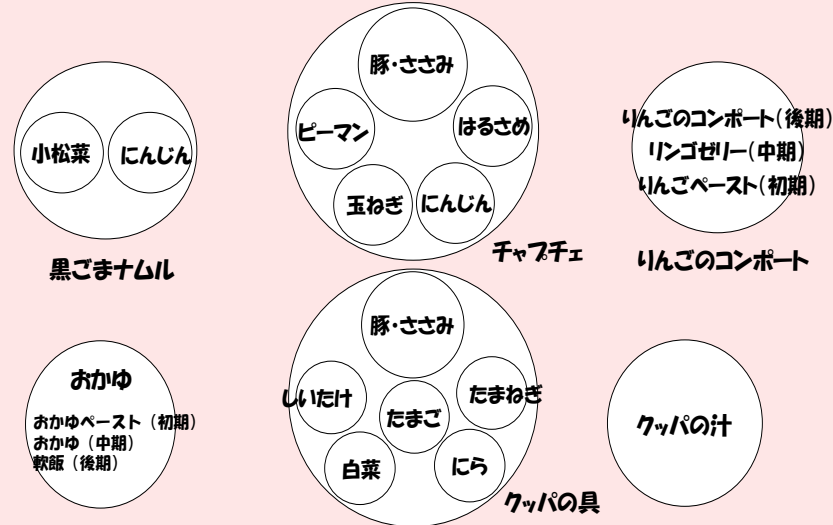 小松菜
にんじん
黒ごまナムル
豚・ささみ
ピーマン
はるさめ
玉ねぎ
にんじん
チャプチェ
りんごのコンポート(後期)
リンゴゼリー(中期)
りんごペースト(初期)
りんごのコンポート
おかゆ
おかゆペースト(初期)
おかゆ(中期)
軟飯(後期)
豚・ささみ
しいたけ
たまご
たまねぎ
白菜
にら
クッパの具
クッパの汁